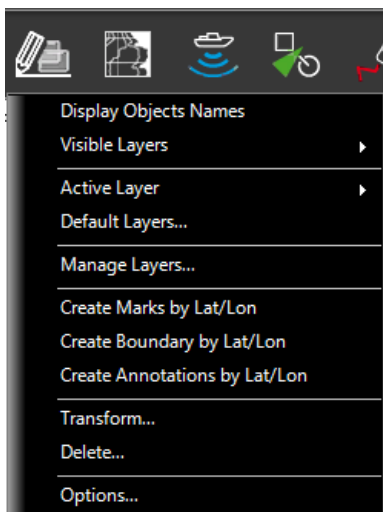 Display Objects Names
Visible Layers
Active Layer
Default Layers...
Manage Layers...
Create Marks by Lat/Lon
Create Boundary by Lat/Lon
Create Annotations by Lat/Lon
Transform...
Delete...
Options...